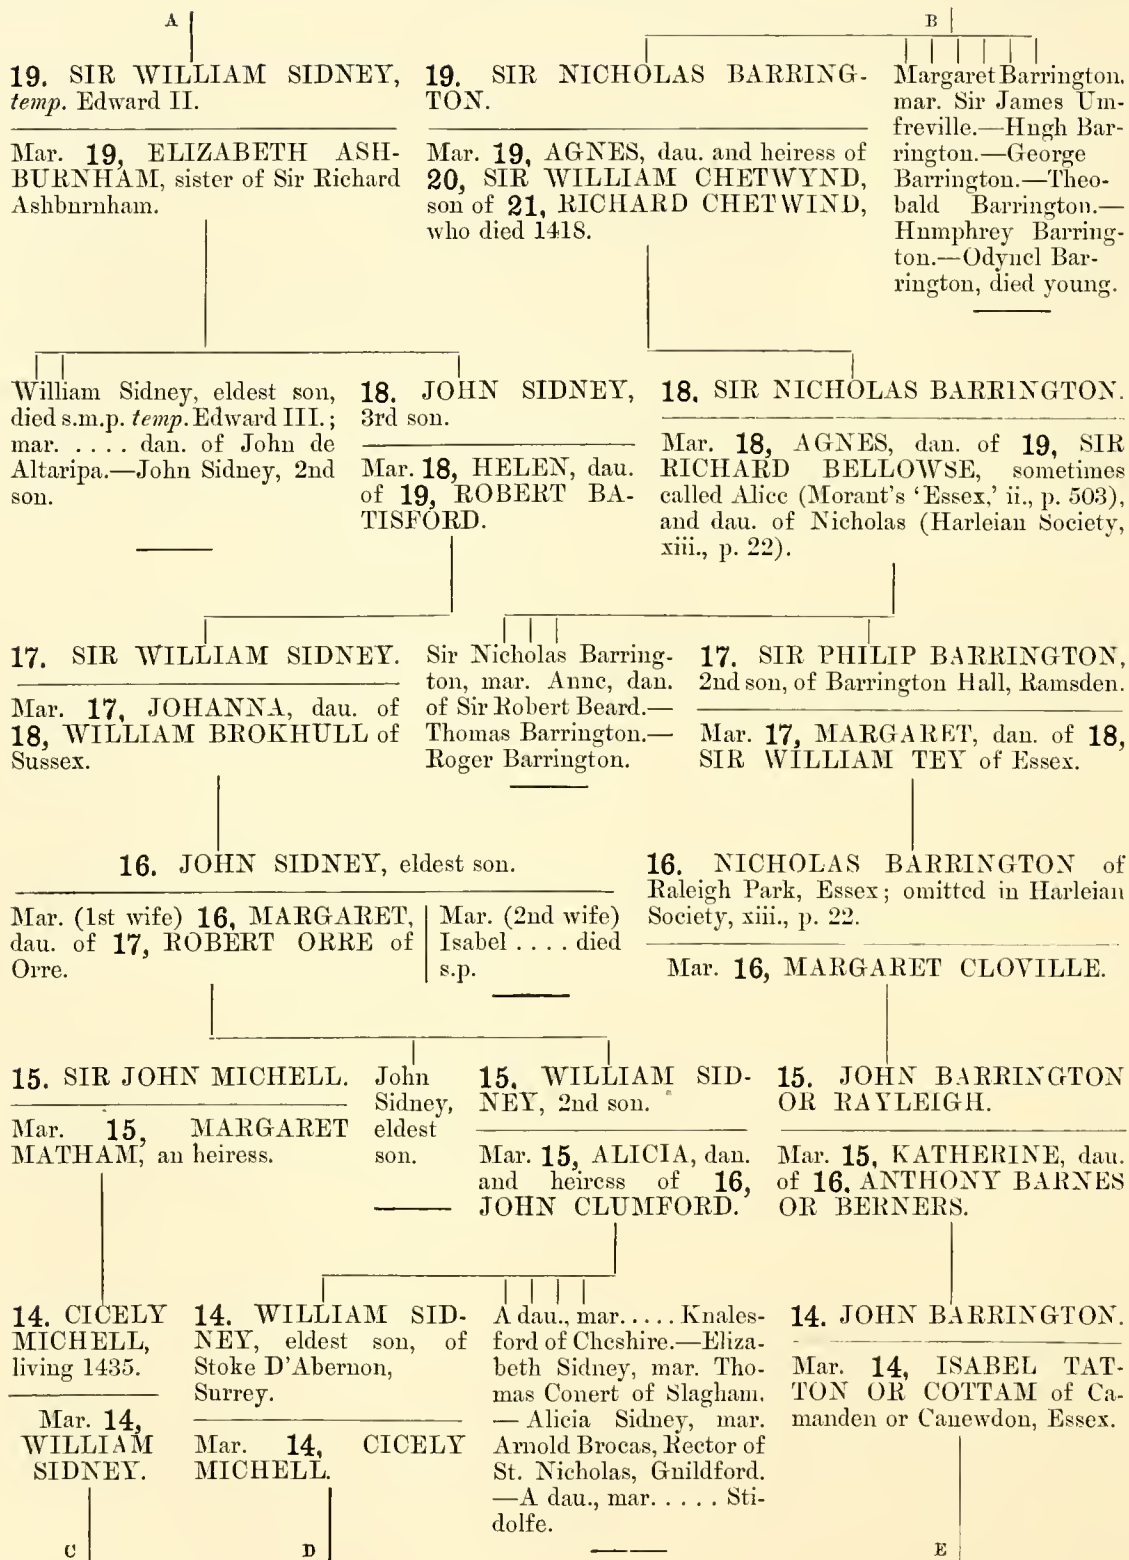 A
B
19. SIR WILLIAM SIDNEY,
temp. Edward II.
Mar. 19, ELIZABETH ASH-
BURNHAM, sister of Sir Richard
Ashburnham.
19. SIR NICHOLAS BARRING-
TON.
Mar. 19, AGNES, dau. and heiress of
20, SIR WILLIAM CHETWYND,
son of 21, RICHARD CHETWIND,
who died 1418.
Margaret Barrington,
mar. Sir James Um-
freville.—Hugh Bar-
rington.—George
Barrington.—Theo-
bald Barrington.—
Humphrey Barring-
ton.—Odynel Bar-
rington, died young.
William Sidney, eldest son,
died s.m.p. temp. Edward III.;
mar. .... dau. of John de
Altaripa.—John Sidney, 2nd
son.
18. JOHN SIDNEY,
3rd son.
Mar. 18, HELEN, dau.
of 19, ROBERT BA-
TISFORD.
18. SIR NICHOLAS BARRINGTON.
Mar. 18, AGNES, dau. of 19, SIR
RICHARD BELLOWSE, sometimes
called Alice (Morant's 'Essex,' ii., p. 503),
and dau. of Nicholas (Harleian Society,
xiii., p. 22).
17. SIR WILLIAM SIDNEY.
Mar. 17, JOHANNA, dau. of
18, WILLIAM BROKHULL of
Sussex.
Sir Nicholas Barring-
ton, mar. Anne, dau.
of Sir Robert Beard.—
Thomas Barrington.—
Roger Barrington.
17. SIR PHILIP BARRINGTON,
2nd son, of Barrington Hall, Ramsden.
Mar. 17, MARGARET, dau. of 18,
SIR WILLIAM TEY of Essex.
16. JOHN SIDNEY, eldest son.
Mar. (1st wife) 16, MARGARET,
dau. of 17, ROBERT ORRE of
Orre.
Mar. (2nd wife)
Isabel .... died
s.p.
16. NICHOLAS BARRINGTON of
Raleigh Park, Essex; omitted in Harleian
Society, xiii., p. 22.
Mar. 16, MARGARET CLOVILLE.
15. SIR JOHN MICHELL.
Mar. 15, MARGARET
MATHAM, an heiress.
John
Sidney,
eldest
son.
15. WILLIAM SID-
NEY, 2nd son.
Mar. 15, ALICIA, dau.
and heiress of 16,
JOHN CLUMFORD.
15. JOHN BARRINGTON
OR RAYLEIGH.
Mar. 15, KATHERINE, dau.
of 16, ANTHONY BARNES
OR BERNERS.
14. CICELY
MICHELL,
living 1435.
Mar. 14,
WILLIAM
SIDNEY.
14. WILLIAM SID-
NEY, eldest son, of
Stoke D'Abernon,
Surrey.
Mar. 14, CICELY
MICHELL.
A dau., mar..... Knales-
ford of Cheshire.—Eliza-
beth Sidney, mar. Tho-
mas Conert of Slagham.
—Alicia Sidney, mar.
Arnold Brocas, Rector of
St. Nicholas, Guildford.
—A dau., mar..... Sti-
dolfe.
14. JOHN BARRINGTON.
Mar. 14, ISABEL TAT-
TON OR COTTAM of Ca-
manden or Canewdon, Essex.
C
D
E